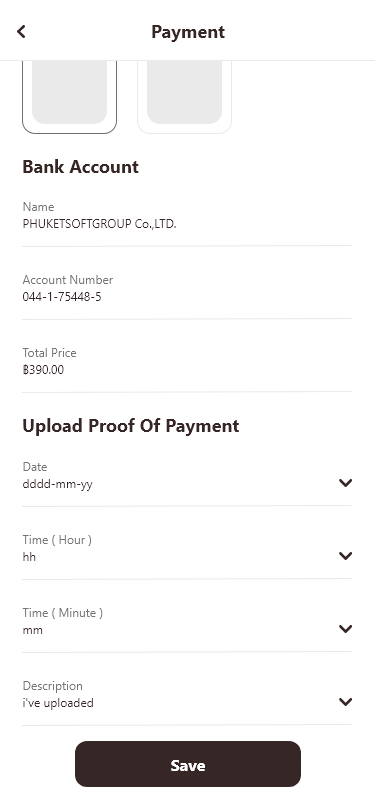 Payment
Bank Account
Name
PHUKETSOFTGROUP Co.,LTD.
Account Number
044-1-75448-5
Total Price
฿390.00
Upload Proof Of Payment
Date
dddd-mm-yy
Time ( Hour )
hh
Time ( Minute )
mm
Description
i've uploaded
Save